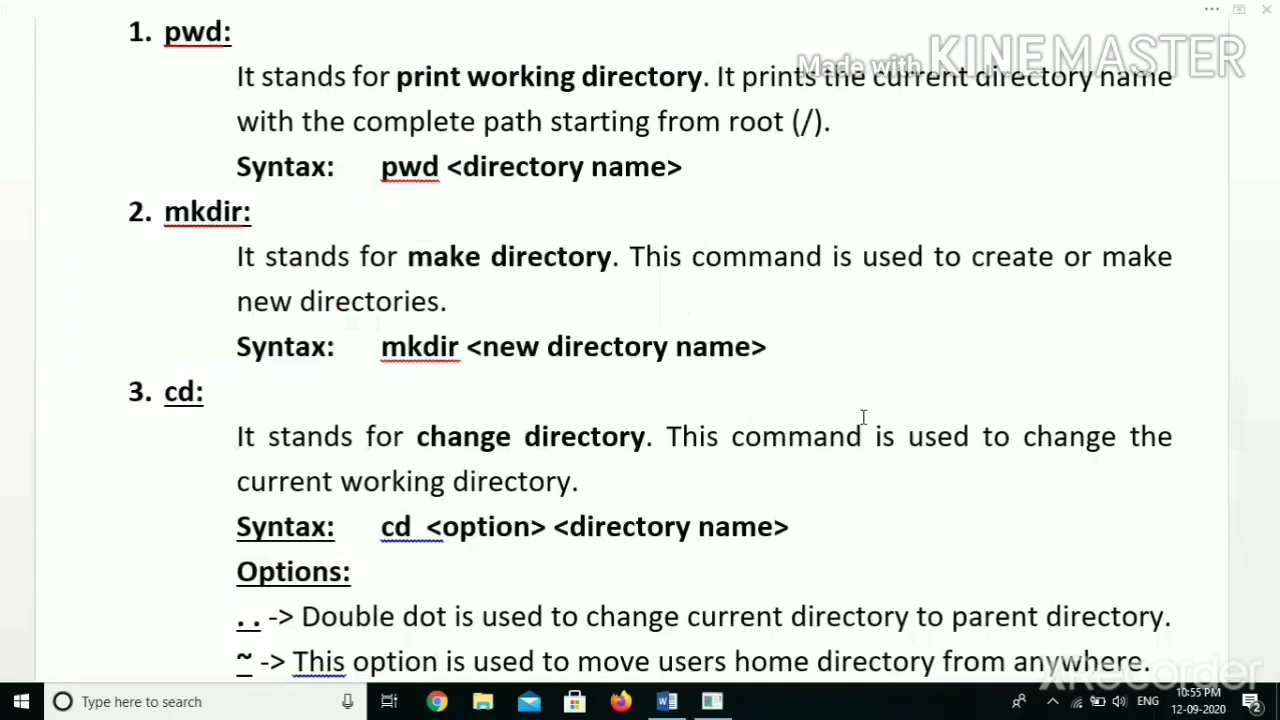 Made with KINEMASTER
1. pwd:
It stands for print working directory. It prints the current directory name
with the complete path starting from root (/).
Syntax: pwd <directory name>
2. mkdir:
It stands for make directory. This command is used to create or make
new directories.
Syntax: mkdir <new directory name>
3. cd:
It stands for change directory. This command is used to change the
current working directory.
Syntax: cd <option> <directory name>
Options:
. . -> Double dot is used to change current directory to parent directory.
~ -> This option is used to move users home directory from anywhere.
XRecorder
Type here to search
ENG
10:55 PM
12-09-2020
2